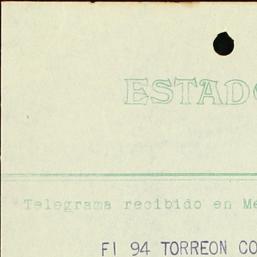 ESTADO
Telegrama recibido en Me
FI 94 TORREON CO